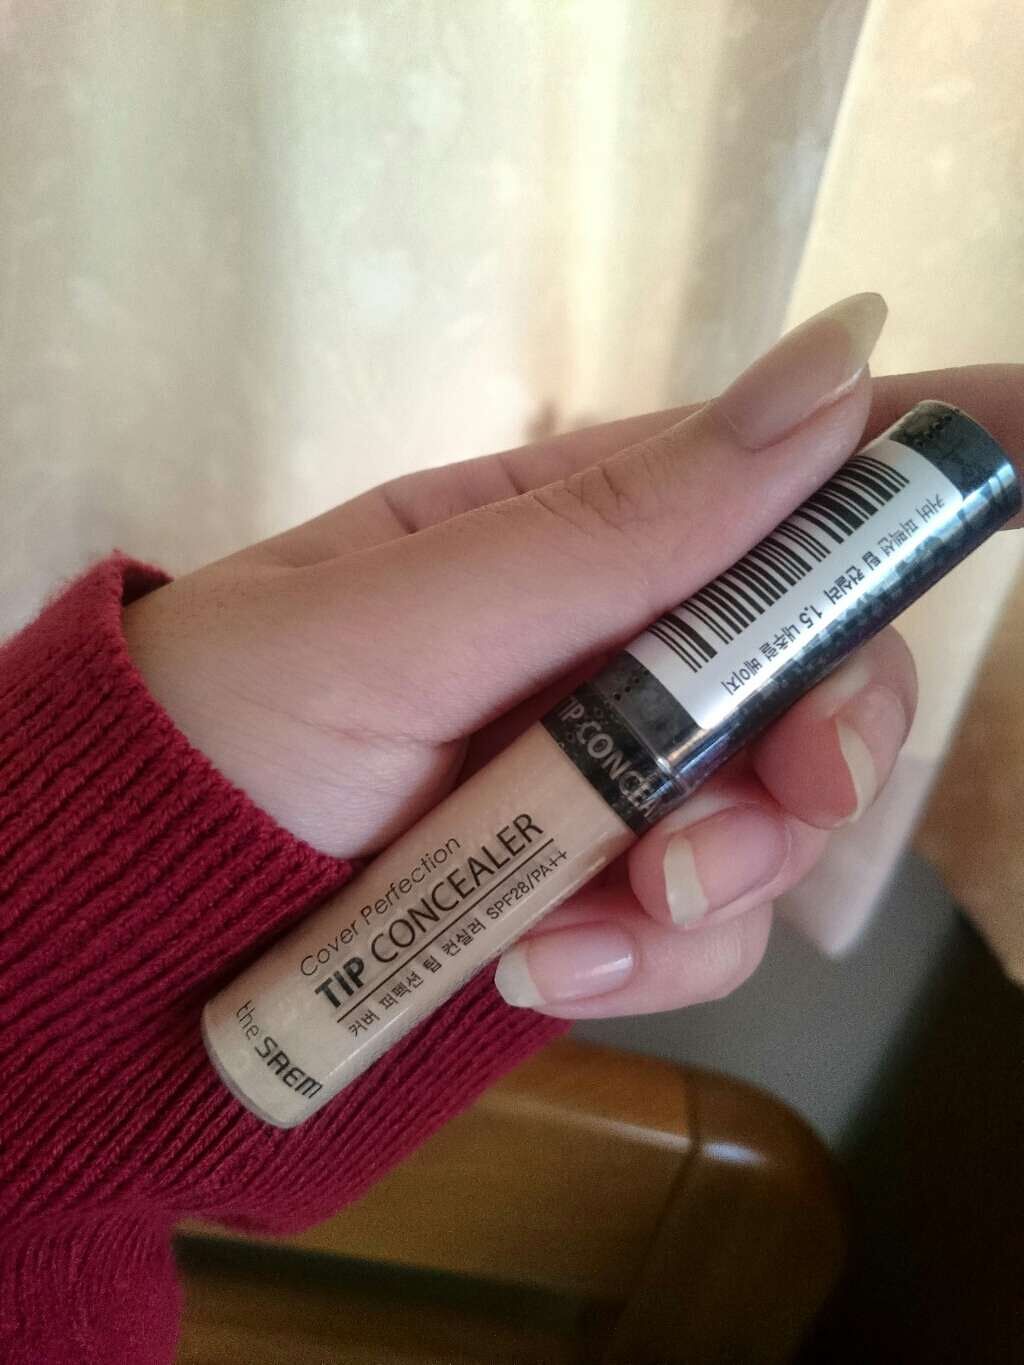 Cover Perfection
TIP CONCEALER
커버 퍼펙션 팁 컨실러 SPF28/PA++
the SAEM
TIP CONCEA
커버 퍼펙션 팁 컨실러
1.5 내추럴 베이지